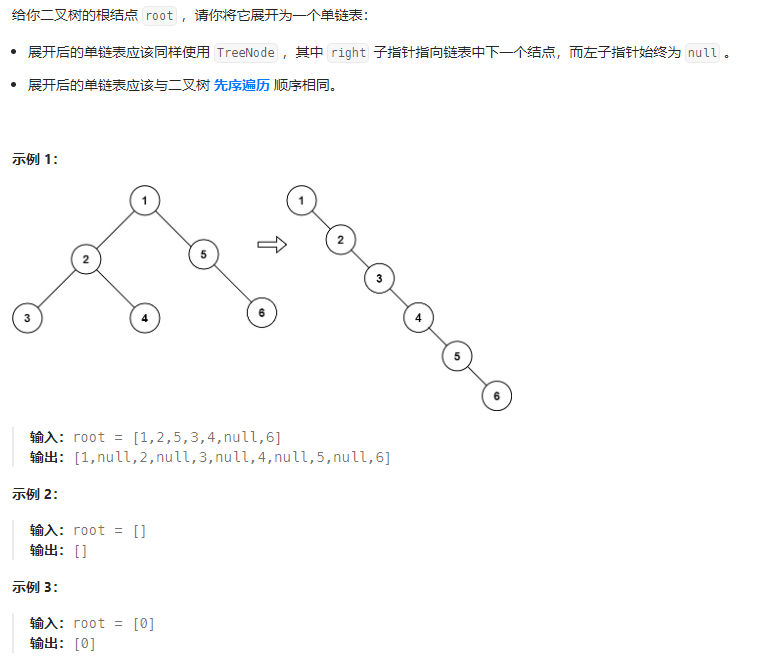 给你二叉树的根结点 root ，请你将它展开为一个单链表：
展开后的单链表应该同样使用 TreeNode ，其中 right 子指针指向链表中下一个结点，而左子指针始终为 null 。
展开后的单链表应该与二叉树 先序遍历 顺序相同。
示例 1：
1
2
5
3
4
6
1
2
3
4
5
6
输入：root = [1,2,5,3,4,null,6]
输出：[1,null,2,null,3,null,4,null,5,null,6]
示例 2：
输入：root = []
输出：[]
示例 3：
输入：root = [0]
输出：[0]